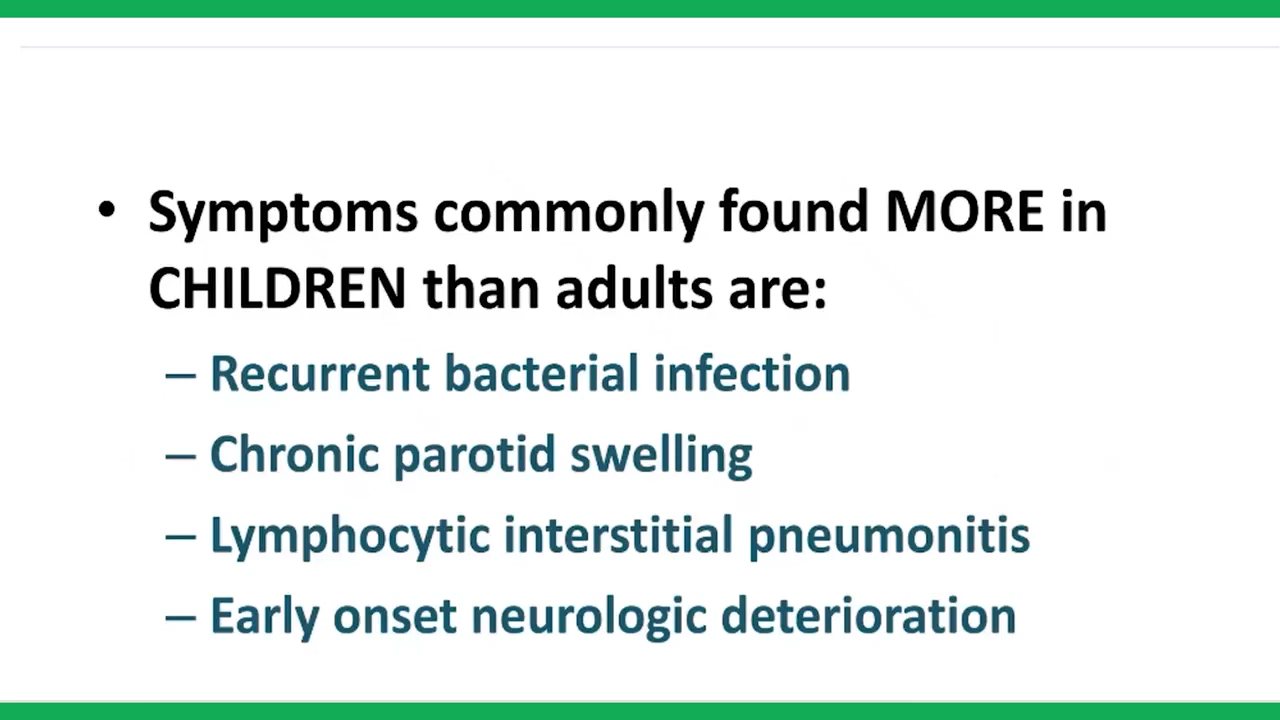 • Symptoms commonly found MORE in
CHILDREN than adults are:
– Recurrent bacterial infection
– Chronic parotid swelling
– Lymphocytic interstitial pneumonitis
– Early onset neurologic deterioration